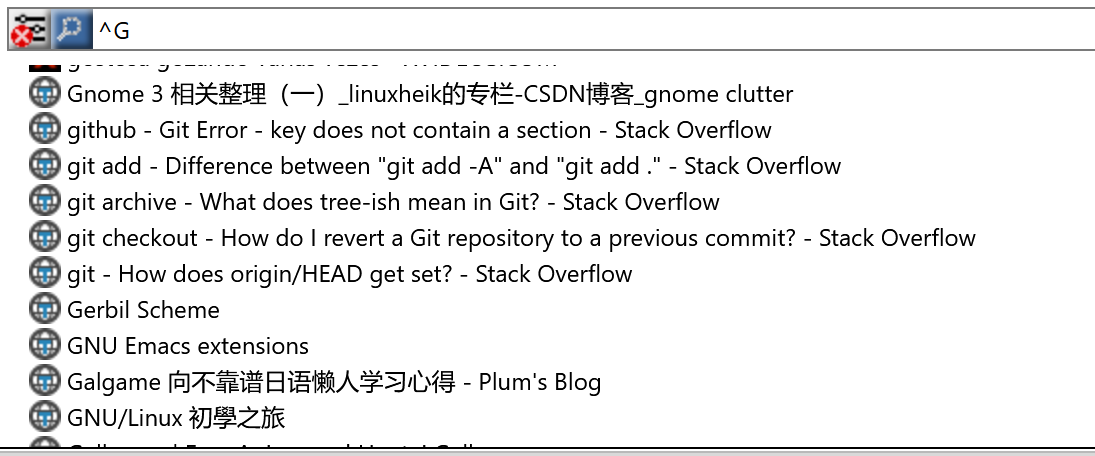 ^G
Gnome 3 相关整理（一）_linuxheik的专栏-CSDN博客_gnome clutter
github - Git Error - key does not contain a section - Stack Overflow
git add - Difference between "git add -A" and "git add ." - Stack Overflow
git archive - What does tree-ish mean in Git? - Stack Overflow
git checkout - How do I revert a Git repository to a previous commit? - Stack Overflow
git - How does origin/HEAD get set? - Stack Overflow
Gerbil Scheme
GNU Emacs extensions
Galgame 向不靠谱日语懒人学习心得 - Plum's Blog
GNU/Linux 初學之旅